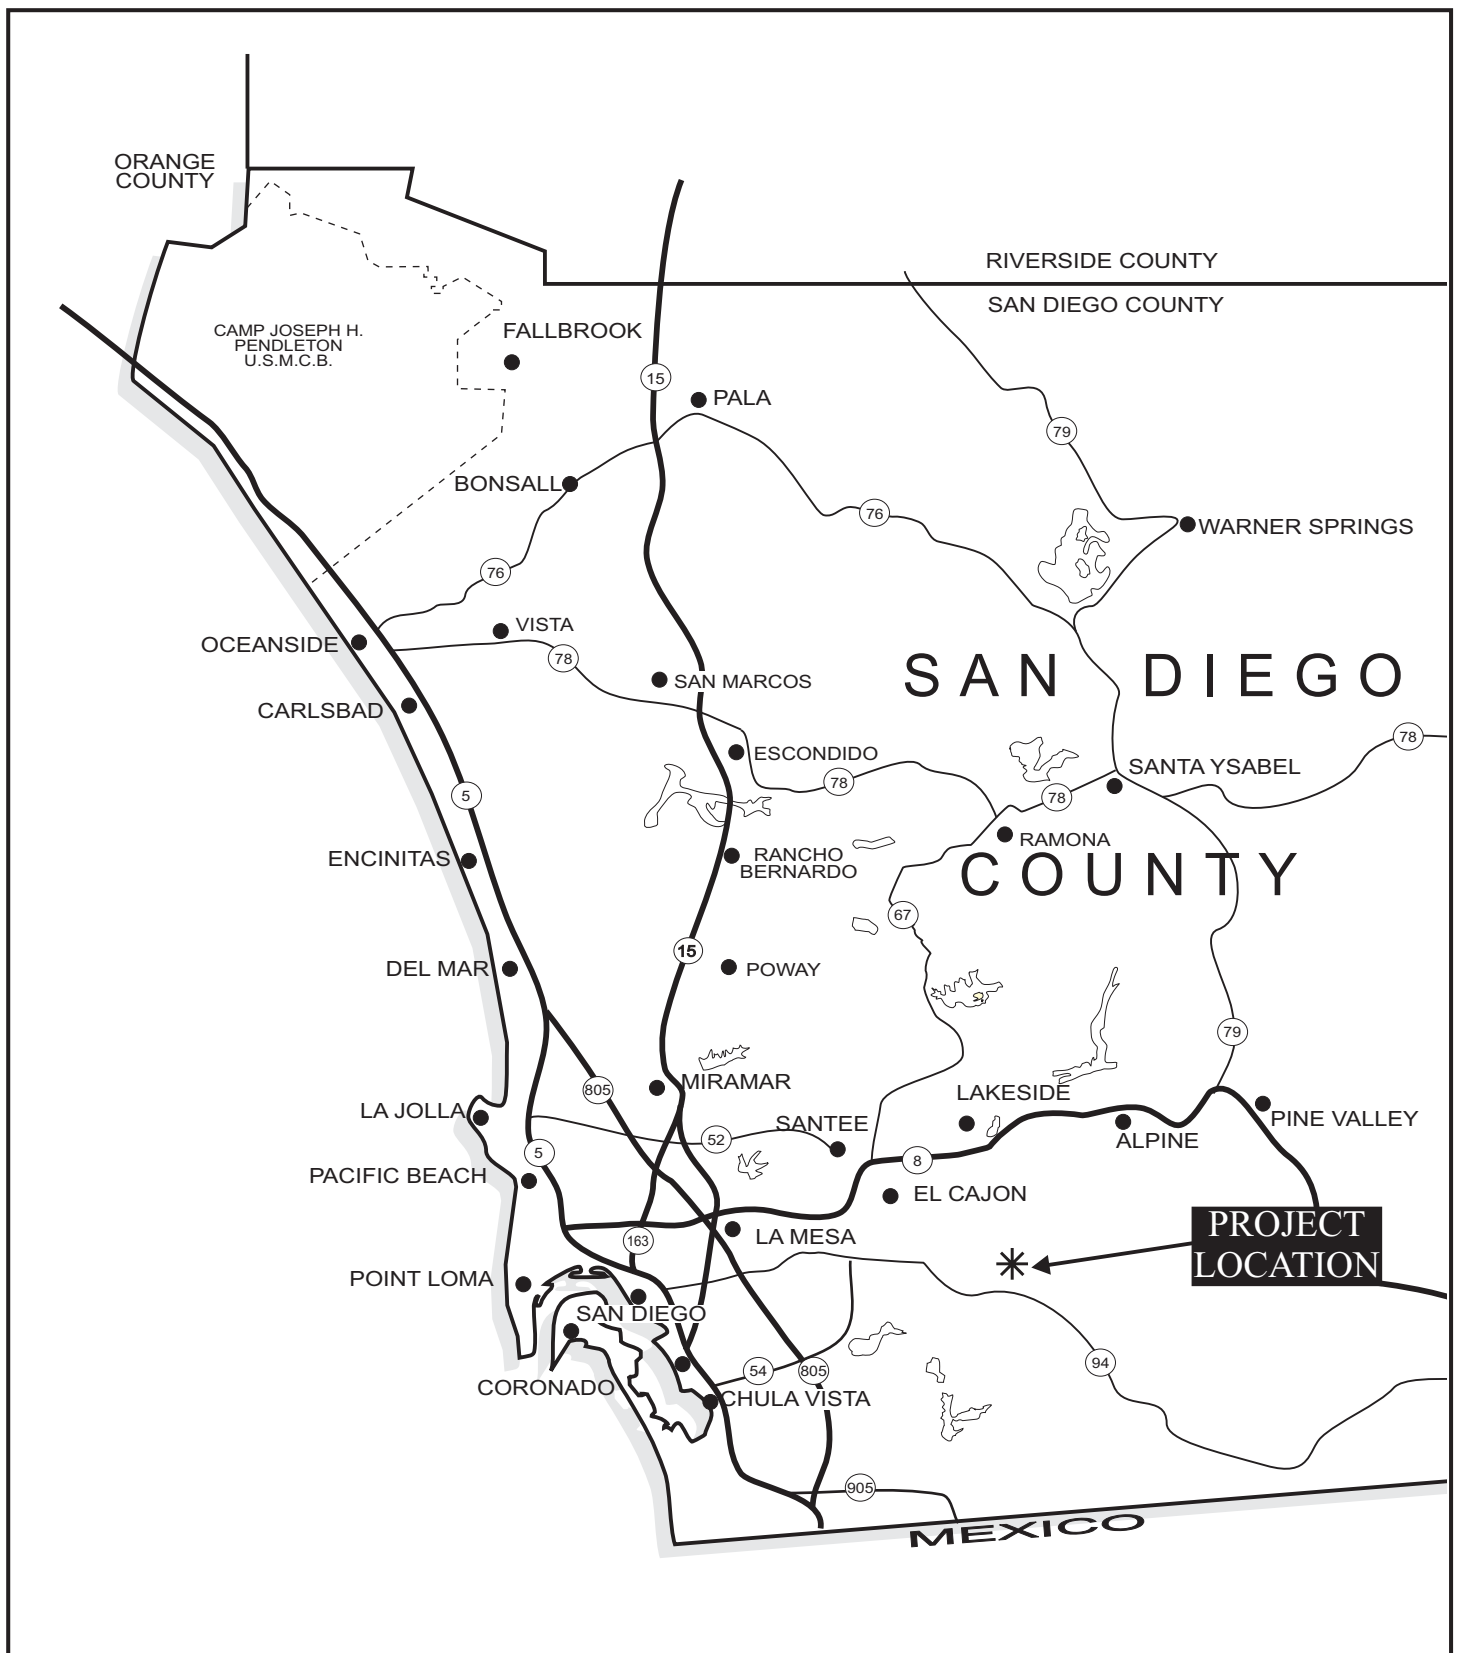 ORANGE
COUNTY
RIVERSIDE COUNTY
SAN DIEGO COUNTY
CAMP JOSEPH H.
PENDLETON
U.S.M.C.B.
FALLBROOK
15
PALA
79
BONSALL
76
WARNER SPRINGS
76
VISTA
OCEANSIDE
78
SAN MARCOS
SAN DIEGO
CARLSBAD
78
ESCONDIDO
SANTA YSABEL
78
78
5
RAMONA
ENCINITAS
RANCHO
BERNARDO
COUNTY
67
15
DEL MAR
POWAY
79
805
MIRAMAR
LAKESIDE
LA JOLLA
SANTEE
PINE VALLEY
52
ALPINE
5
8
PACIFIC BEACH
EL CAJON
PROJECT
LOCATION
163
LA MESA
POINT LOMA
SAN DIEGO
94
54
805
CORONADO
CHULA VISTA
905
MEXICO